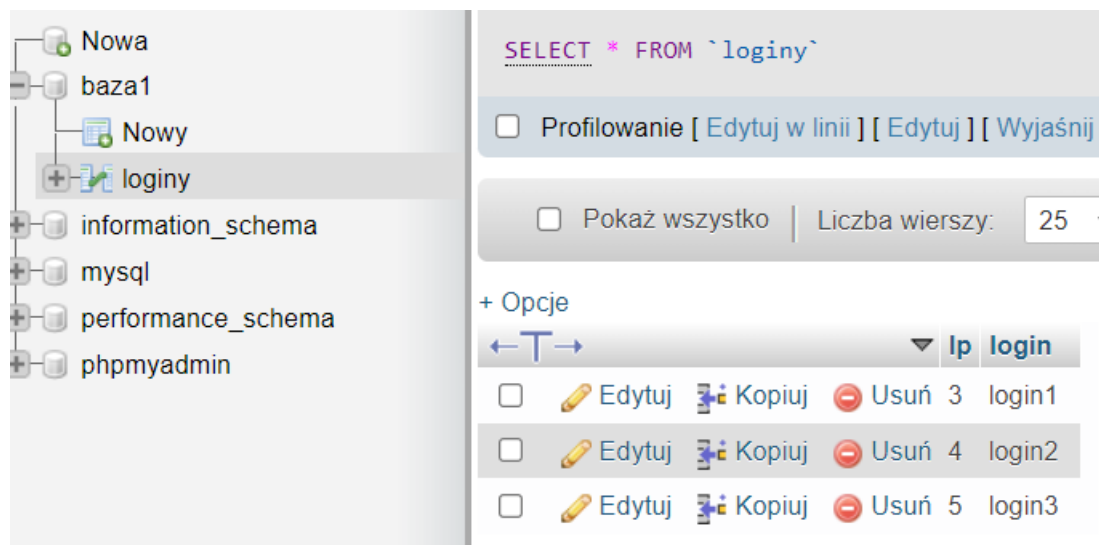 Nowa
baza1
Nowy
loginy
information_schema
mysql
performance_schema
phpmyadmin
SELECT * FROM `loginy`
Profilowanie [ Edytuj w linii ] [ Edytuj ] [ Wyjaśnij
Pokaż wszystko | Liczba wierszy: 25
+ Opcje
←T→ ▼ lp login
Edytuj Kopiuj Usuń 3 login1
Edytuj Kopiuj Usuń 4 login2
Edytuj Kopiuj Usuń 5 login3